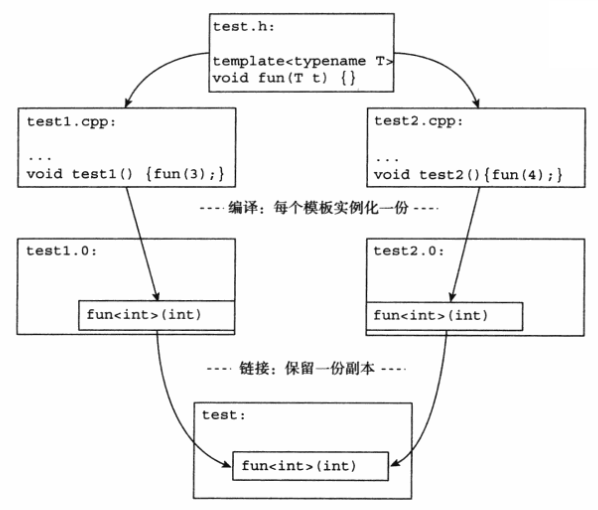 test.h:
template<typename T>
void fun(T t) {}
test1.cpp:
...
void test1() {fun(3);}
test2.cpp:
...
void test2(){fun(4);}
---- 编译：每个模板实例化一份 ----
test1.0:
fun<int>(int)
test2.0:
fun<int>(int)
---- 链接：保留一份副本 ----
test:
fun<int>(int)